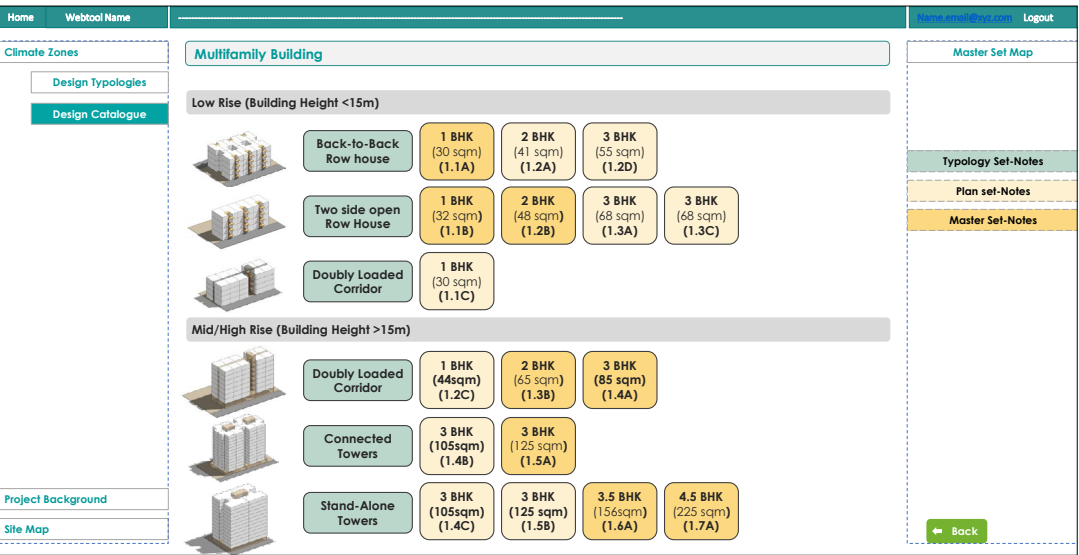 Home
Webtool Name
Name.email@xyz.com
Logout
Climate Zones
Design Typologies
Design Catalogue
Multifamily Building
Master Set Map
Low Rise (Building Height <15m)
Back-to-Back
Row house
1 BHK
(30 sqm)
(1.1A)
2 BHK
(41 sqm)
(1.2A)
3 BHK
(55 sqm)
(1.2D)
Two side open
Row House
1 BHK
(32 sqm)
(1.1B)
2 BHK
(48 sqm)
(1.2B)
3 BHK
(68 sqm)
(1.3A)
3 BHK
(68 sqm)
(1.3C)
Doubly Loaded
Corridor
1 BHK
(30 sqm)
(1.1C)
Mid/High Rise (Building Height >15m)
Doubly Loaded
Corridor
1 BHK
(44sqm)
(1.2C)
2 BHK
(65 sqm)
(1.3B)
3 BHK
(85 sqm)
(1.4A)
Connected
Towers
3 BHK
(105sqm)
(1.4B)
3 BHK
(125 sqm)
(1.5A)
Stand-Alone
Towers
3 BHK
(105sqm)
(1.4C)
3 BHK
(125 sqm)
(1.5B)
3.5 BHK
(156sqm)
(1.6A)
4.5 BHK
(225 sqm)
(1.7A)
Typology Set-Notes
Plan set-Notes
Master Set-Notes
Project Background
Site Map
Back